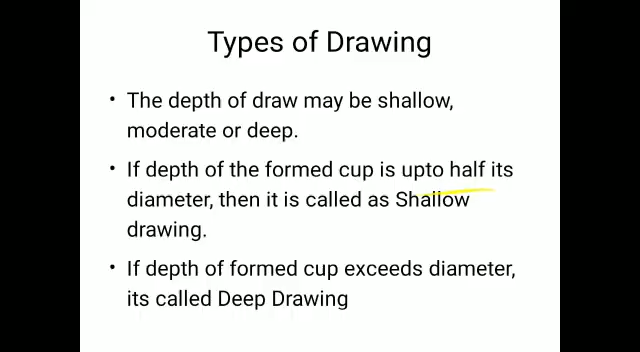 Types of Drawing
• The depth of draw may be shallow,
moderate or deep.
• If depth of the formed cup is upto half its
diameter, then it is called as Shallow
drawing.
• If depth of formed cup exceeds diameter,
its called Deep Drawing